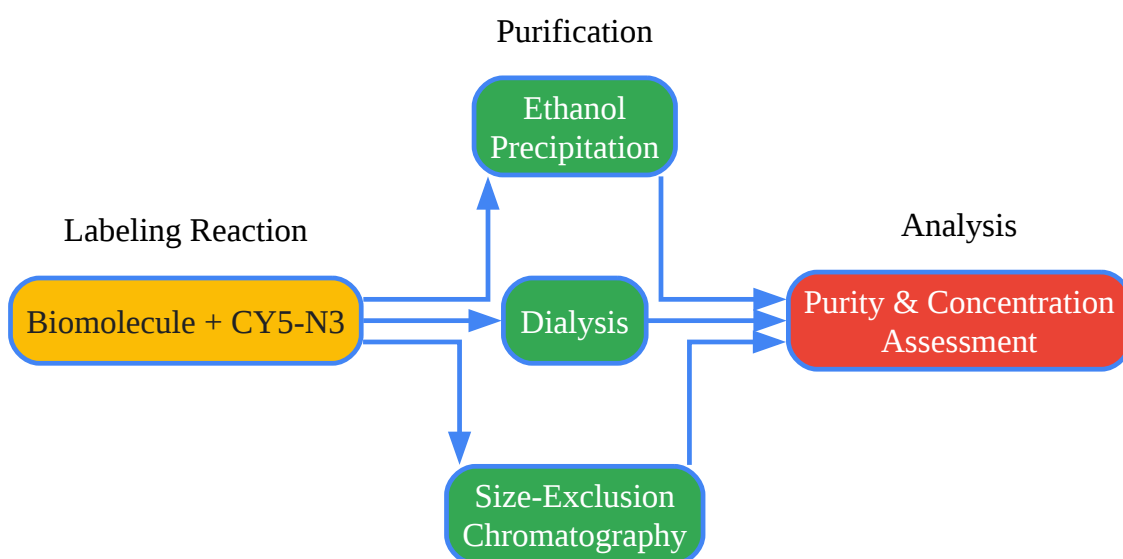 Purification
Ethanol
Precipitation
Labeling Reaction
Analysis
Biomolecule + CY5-N3
Dialysis
Purity & Concentration
Assessment
Size-Exclusion
Chromatography